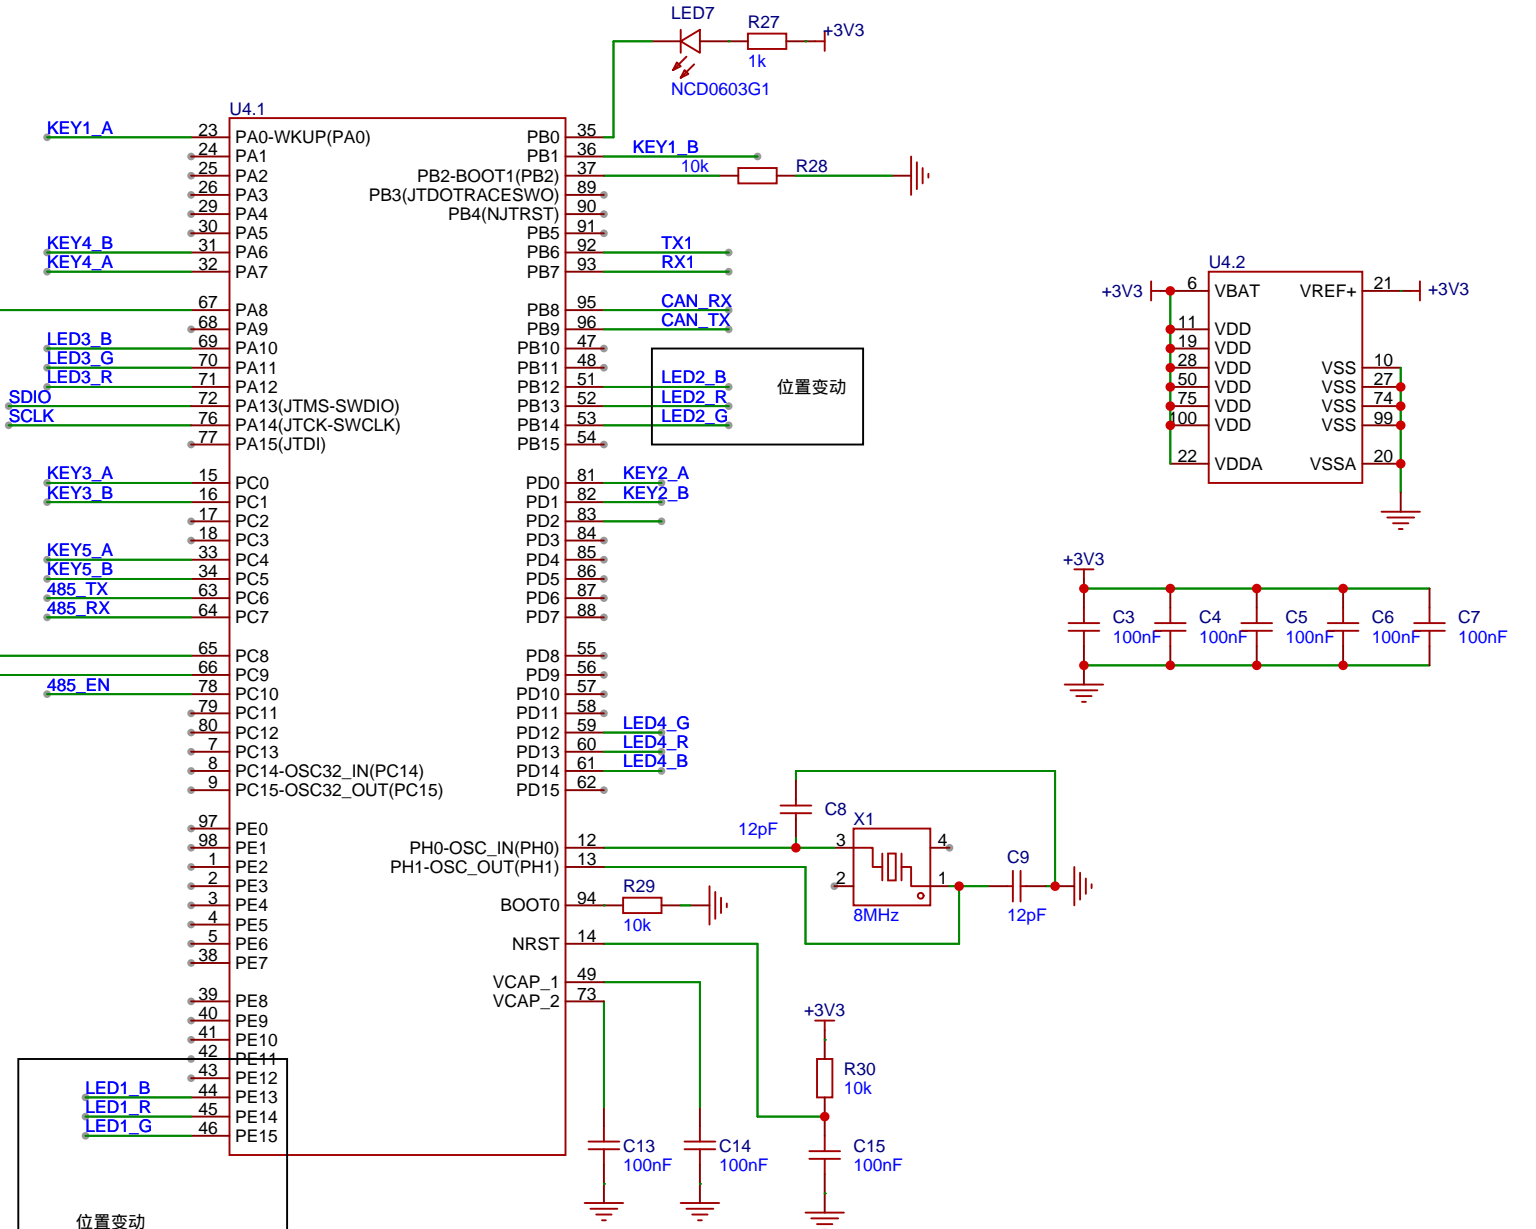 LED7
R27
+3V3
1k
NCD0603G1
U4.1
KEY1_A 23 PA0-WKUP(PA0) PB0 35
24 PA1 PB1 36 KEY1_B
25 PA2 PB2-BOOT1(PB2) 37 10k R28
26 PA3 PB3(JTDOTRACESWO) 89
29 PA4 PB4(NJTRST) 90
30 PA5 PB5 91
KEY4_B 31 PA6 PB6 92 TX1
KEY4_A 32 PA7 PB7 93 RX1
67 PA8 PB8 95 CAN_RX
68 PA9 PB9 96 CAN_TX
LED3_B 69 PA10 PB10 47
LED3_G 70 PA11 PB11 48
LED3_R 71 PA12 PB12 51 LED2_B 位置变动
SDIO 72 PA13(JTMS-SWDIO) PB13 52 LED2_R
SCLK 76 PA14(JTCK-SWCLK) PB14 53 LED2_G
77 PA15(JTDI) PB15 54
KEY3_A 15 PC0 PD0 81 KEY2_A
KEY3_B 16 PC1 PD1 82 KEY2_B
17 PC2 PD2 83
18 PC3 PD3 84
KEY5_A 33 PC4 PD4 85
KEY5_B 34 PC5 PD5 86
485_TX 63 PC6 PD6 87
485_RX 64 PC7 PD7 88
65 PC8 PD8 55
66 PC9 PD9 56
485_EN 78 PC10 PD10 57
79 PC11 PD11 58
80 PC12 PD12 59 LED4_G
7 PC13 PD13 60 LED4_R
8 PC14-OSC32_IN(PC14) PD14 61 LED4_B
9 PC15-OSC32_OUT(PC15) PD15 62
97 PE0
98 PE1 PH0-OSC_IN(PH0) 12
1 PE2 PH1-OSC_OUT(PH1) 13
2 PE3
3 PE4 BOOT0 94
4 PE5
5 PE6 NRST 14
38 PE7
VCAP_1 49
39 PE8 VCAP_2 73
40 PE9
41 PE10
42 PE11
43 PE12
LED1_B 44 PE13
LED1_R 45 PE14
LED1_G 46 PE15
位置变动
R29
10k
C8
12pF
X1
3 4
2 1
8MHz
C9
12pF
+3V3
R30
10k
C13
100nF
C14
100nF
C15
100nF
U4.2
+3V3 6 VBAT VREF+ 21 +3V3
11 VDD
19 VDD
28 VDD VSS 10
50 VDD VSS 27
75 VDD VSS 74
100 VDD VSS 99
22 VDDA VSSA 20
+3V3
C3 C4 C5 C6 C7
100nF 100nF 100nF 100nF 100nF